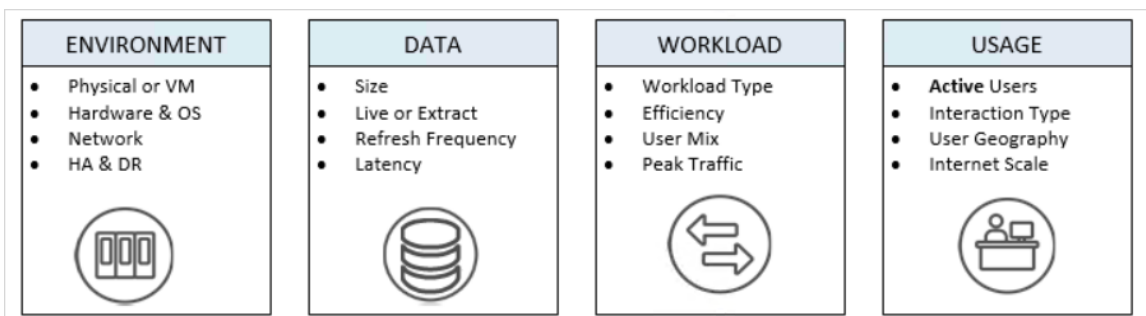 ENVIRONMENT
• Physical or VM
• Hardware & OS
• Network
• HA & DR
DATA
• Size
• Live or Extract
• Refresh Frequency
• Latency
WORKLOAD
• Workload Type
• Efficiency
• User Mix
• Peak Traffic
USAGE
• Active Users
• Interaction Type
• User Geography
• Internet Scale